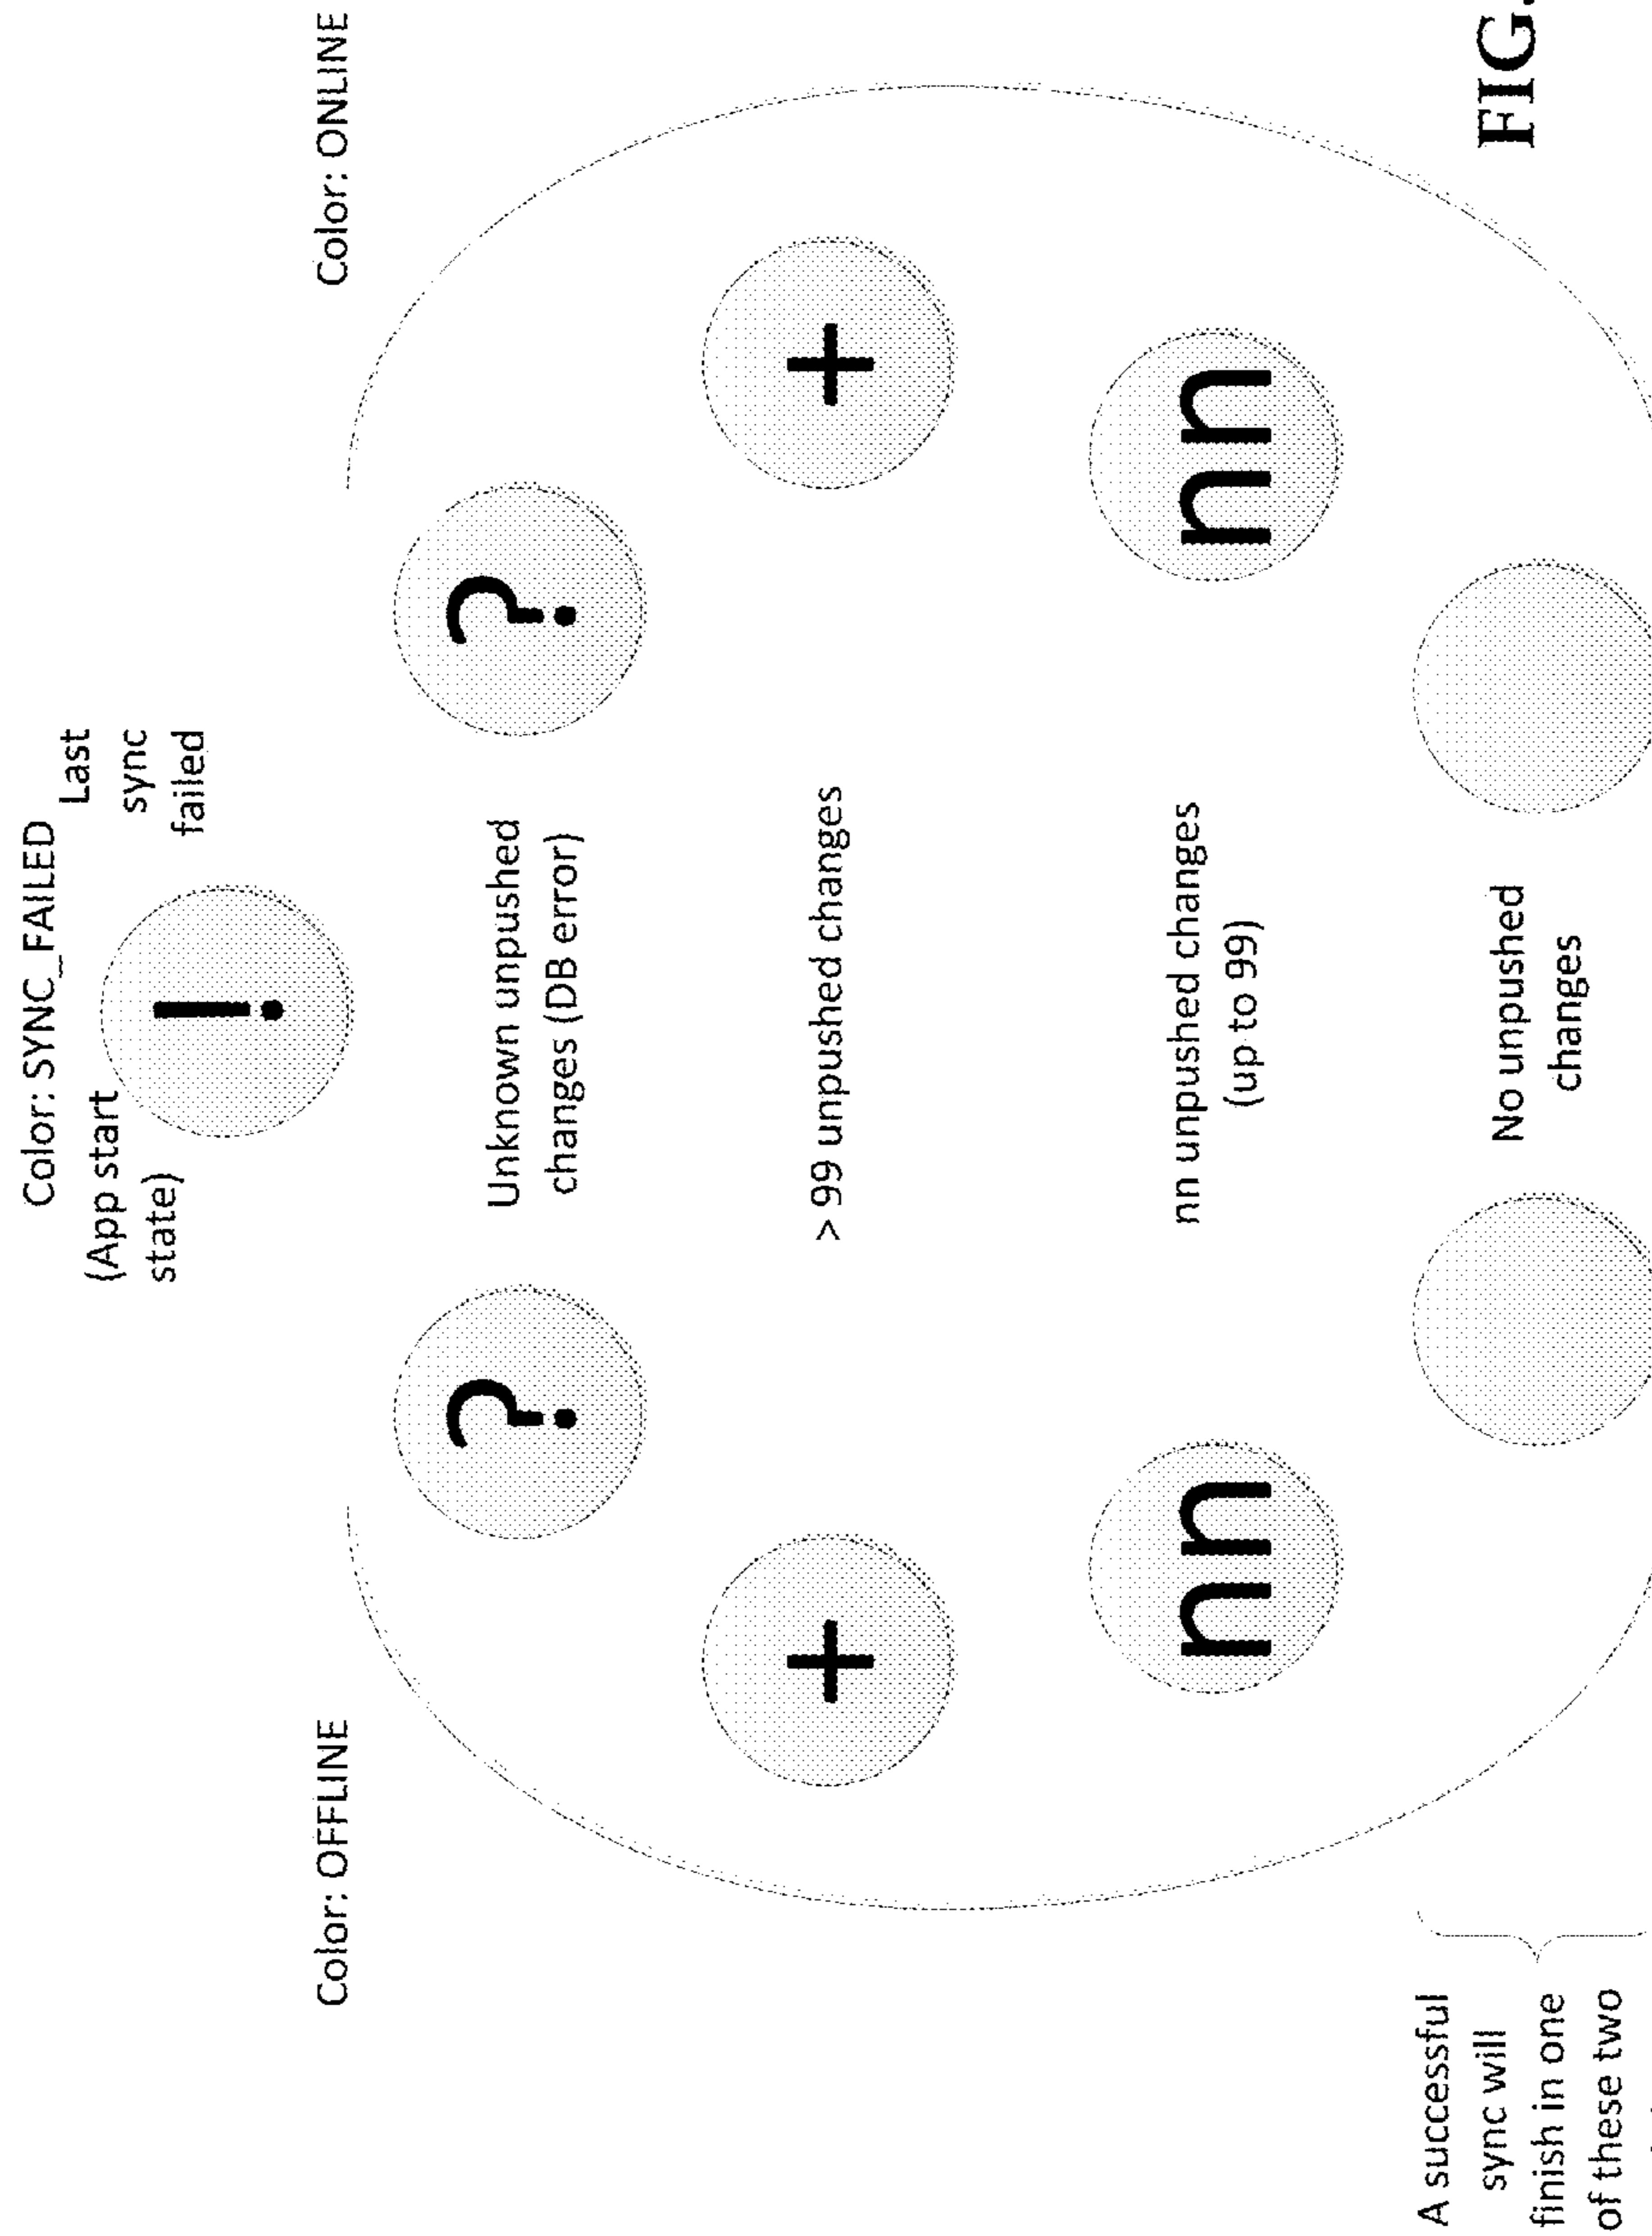 Color: SYNC_FAILED
(App start
state)
!
Last
sync
failed
Color: OFFLINE
Color: ONLINE
?
Unknown unpushed
changes (DB error)
?
+
> 99 unpushed changes
+
nn
nn unpushed changes
(up to 99)
nn
No unpushed
changes
A successful
sync will
finish in one
of these two
FIG.